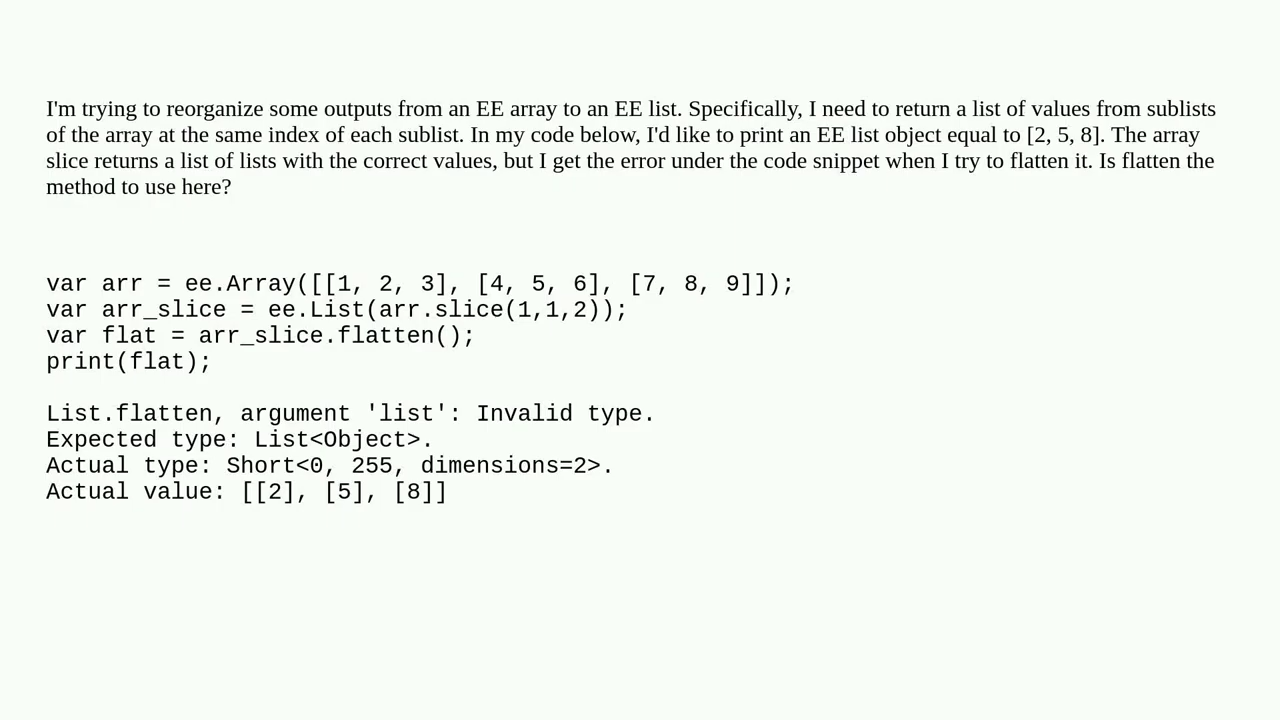 I'm trying to reorganize some outputs from an EE array to an EE list. Specifically, I need to return a list of values from sublists
of the array at the same index of each sublist. In my code below, I'd like to print an EE list object equal to [2, 5, 8]. The array
slice returns a list of lists with the correct values, but I get the error under the code snippet when I try to flatten it. Is flatten the
method to use here?
var arr = ee.Array([[1, 2, 3], [4, 5, 6], [7, 8, 9]]);
var arr_slice = ee.List(arr.slice(1,1,2));
var flat = arr_slice.flatten();
print(flat);
List.flatten, argument 'list': Invalid type.
Expected type: List<Object>.
Actual type: Short<0, 255, dimensions=2>.
Actual value: [[2], [5], [8]]